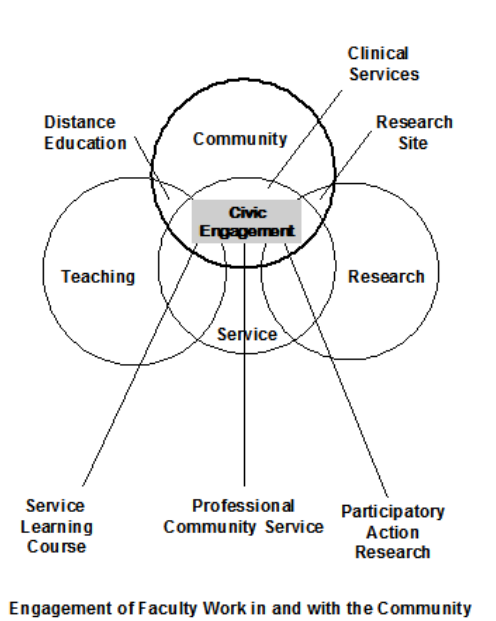 Clinical
Services
Distance
Education
Community
Research
Site
Civic
Engagement
Teaching
Research
Service
Service
Learning
Course
Professional
Community Service
Participatory
Action
Research
Engagement of Faculty Work in and with the Community